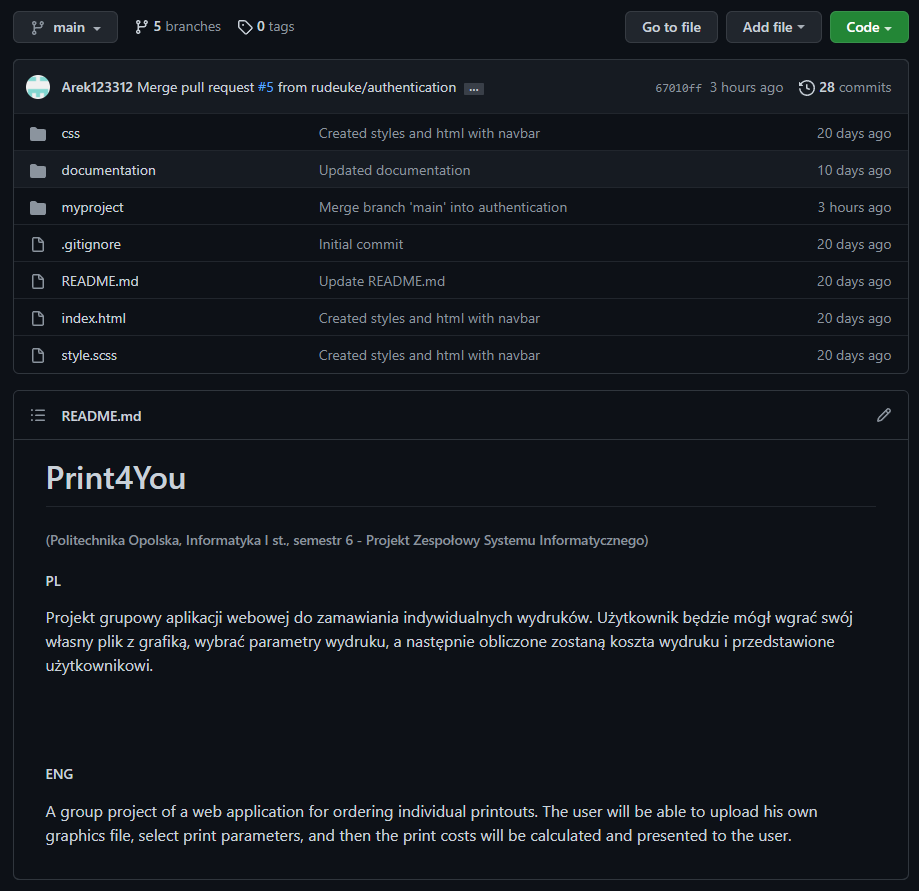 main 5 branches 0 tags Go to file Add file Code
Arek123312 Merge pull request #5 from rudeuke/authentication ... 67010ff 3 hours ago 28 commits
css Created styles and html with navbar 20 days ago
documentation Updated documentation 10 days ago
myproject Merge branch 'main' into authentication 3 hours ago
.gitignore Initial commit 20 days ago
README.md Update README.md 20 days ago
index.html Created styles and html with navbar 20 days ago
style.scss Created styles and html with navbar 20 days ago
README.md
Print4You
(Politechnika Opolska, Informatyka I st., semestr 6 - Projekt Zespołowy Systemu Informatycznego)
PL
Projekt grupowy aplikacji webowej do zamawiania indywidualnych wydruków. Użytkownik będzie mógł wgrać swój
własny plik z grafiką, wybrać parametry wydruku, a następnie obliczone zostaną koszta wydruku i przedstawione
użytkownikowi.
ENG
A group project of a web application for ordering individual printouts. The user will be able to upload his own
graphics file, select print parameters, and then the print costs will be calculated and presented to the user.